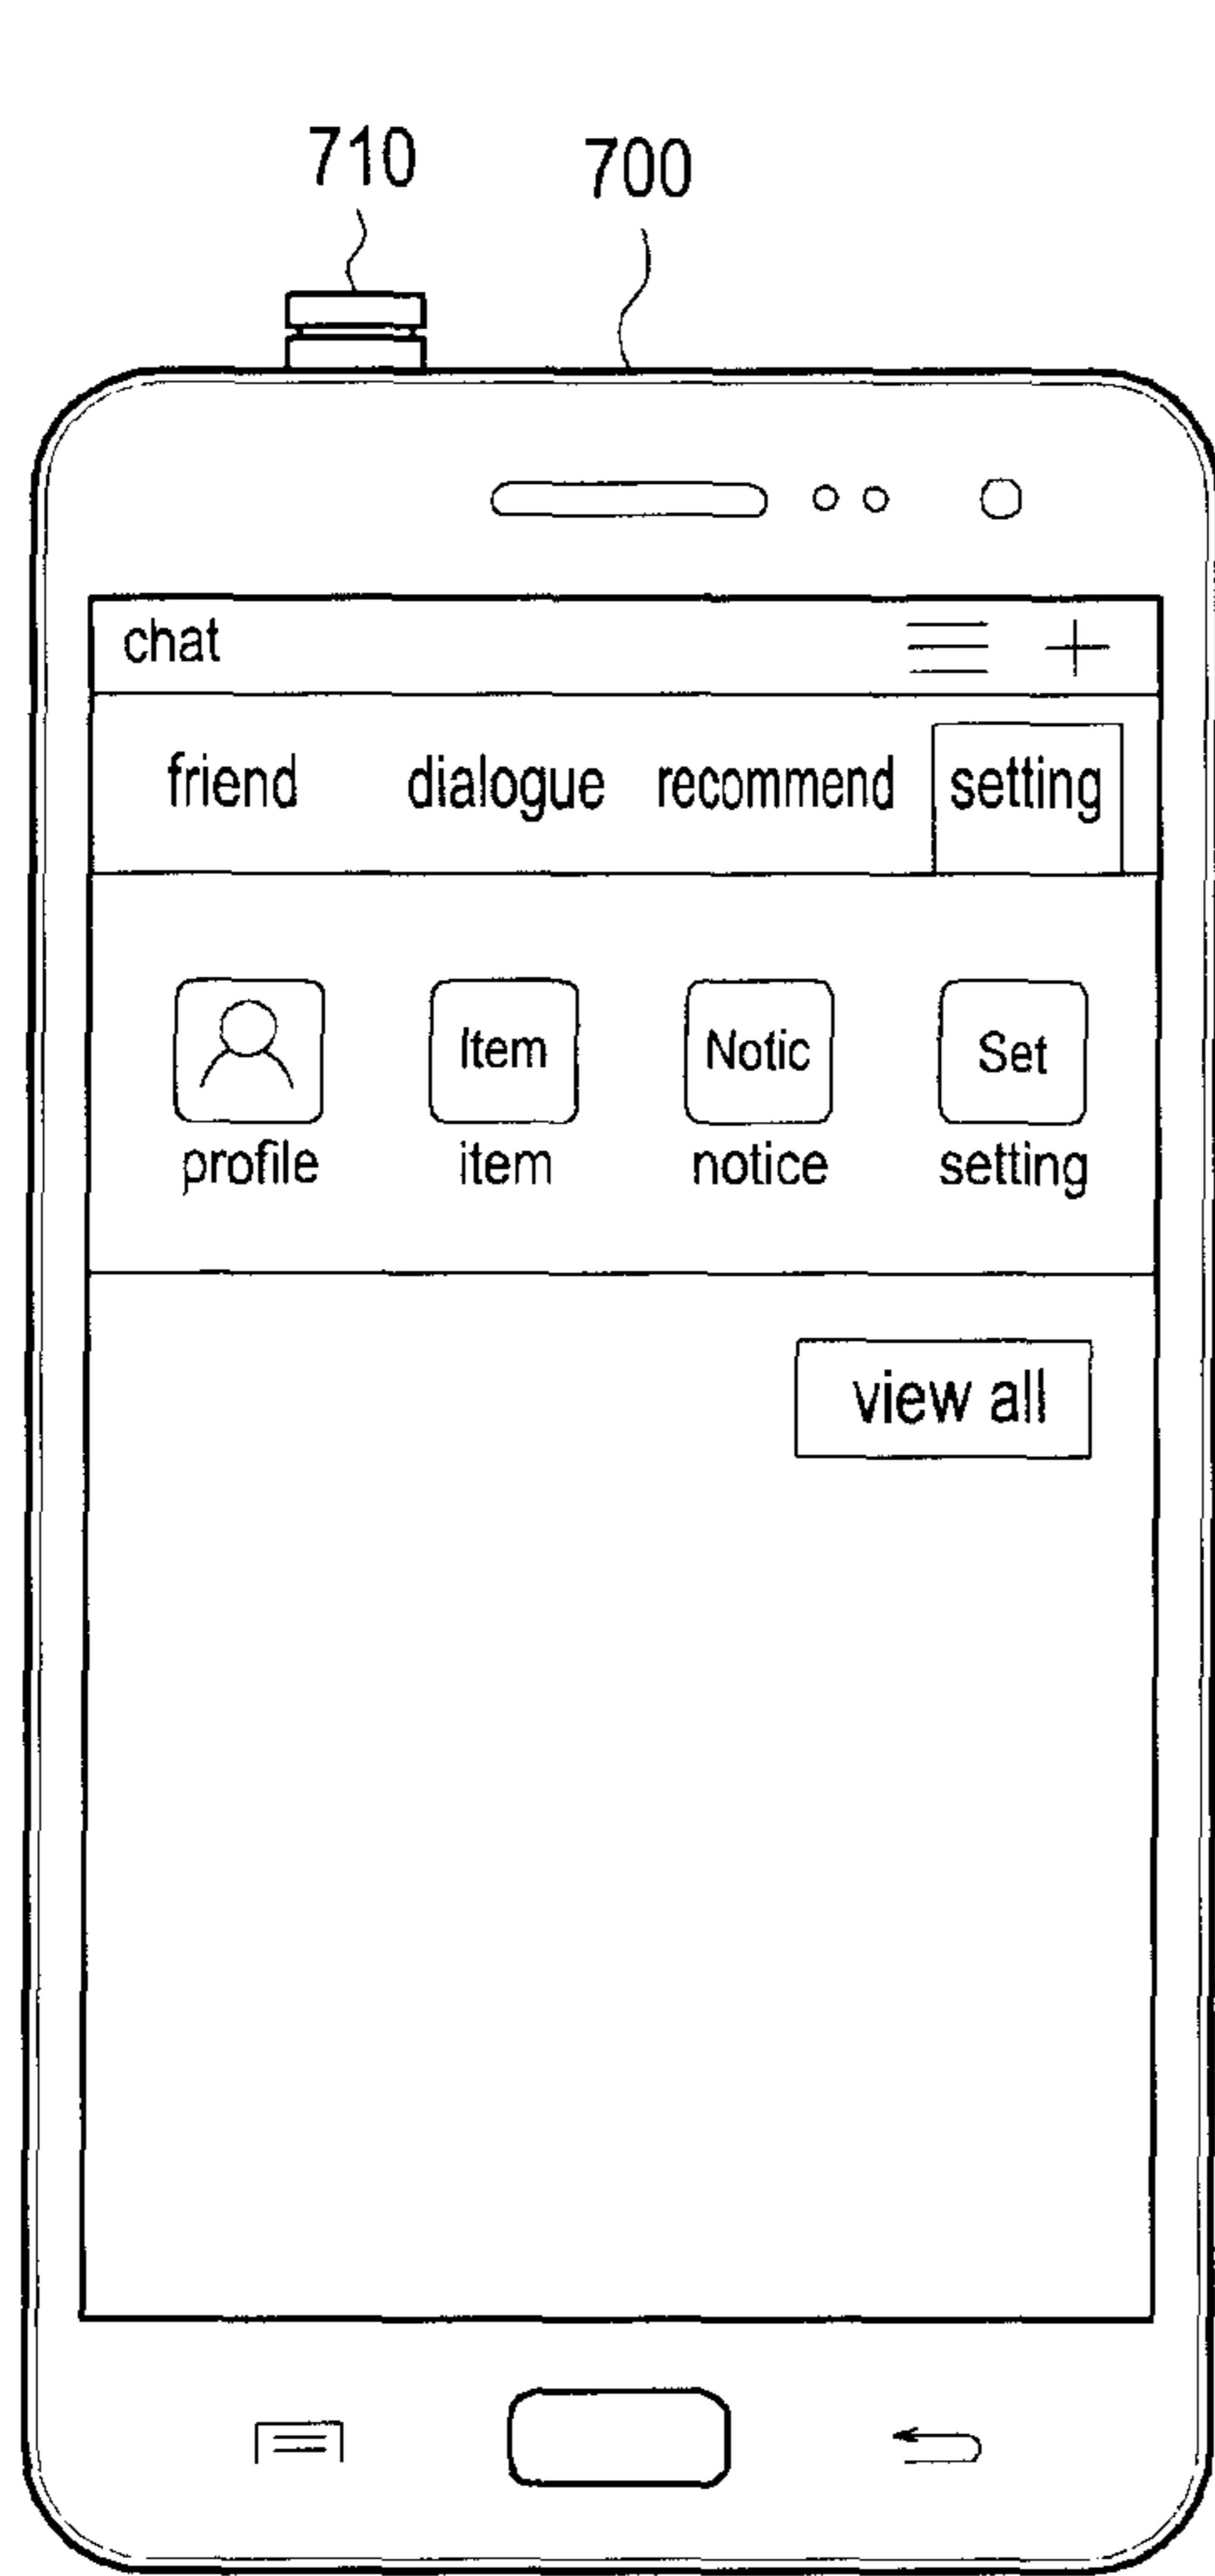 710 700
chat
friend dialogue recommend setting
Item Notic Set
profile item notice setting
view all